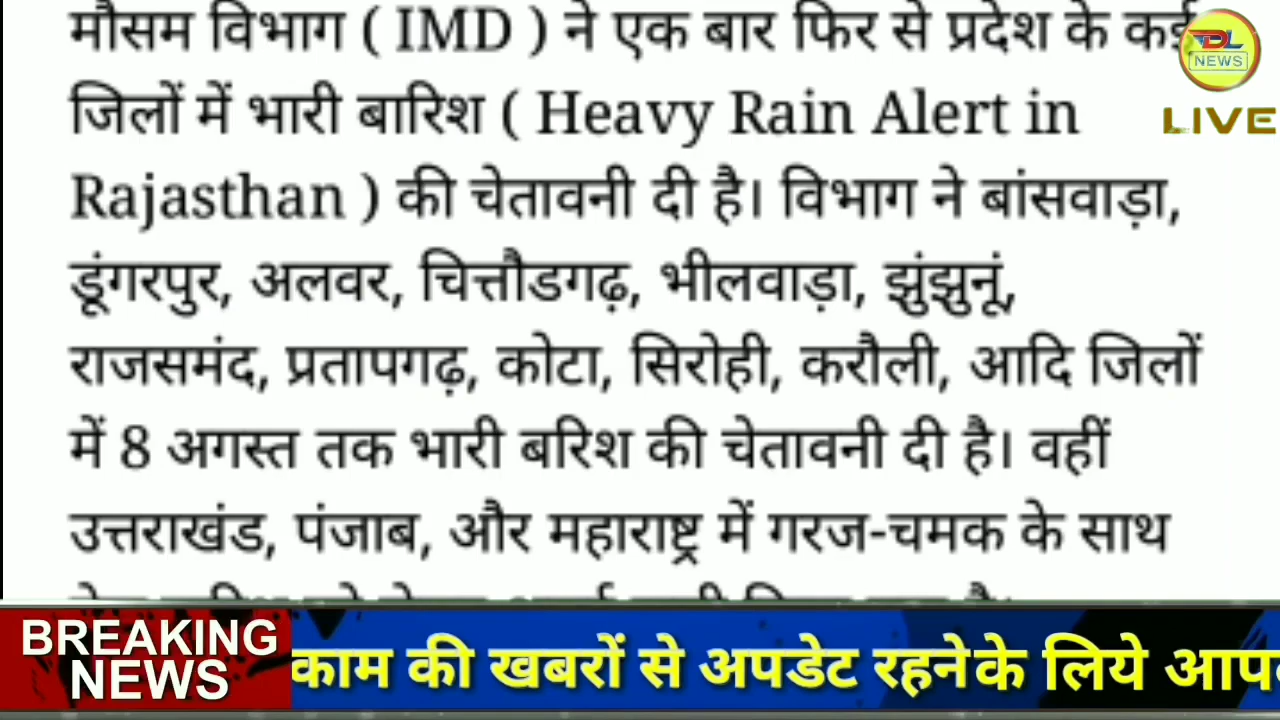 मौसम विभाग ( IMD ) ने एक बार फिर से प्रदेश के कई
जिलों में भारी बारिश ( Heavy Rain Alert in
Rajasthan ) की चेतावनी दी है। विभाग ने बांसवाड़ा,
डूंगरपुर, अलवर, चित्तौडगढ़, भीलवाड़ा, झुंझुनूं,
राजसमंद, प्रतापगढ़, कोटा, सिरोही, करौली, आदि जिलों
में 8 अगस्त तक भारी बरिश की चेतावनी दी है। वहीं
उत्तराखंड, पंजाब, और महाराष्ट्र में गरज-चमक के साथ
TDL
NEWS
LIVE
BREAKING
NEWS
काम की खबरों से अपडेट रहनेके लिये